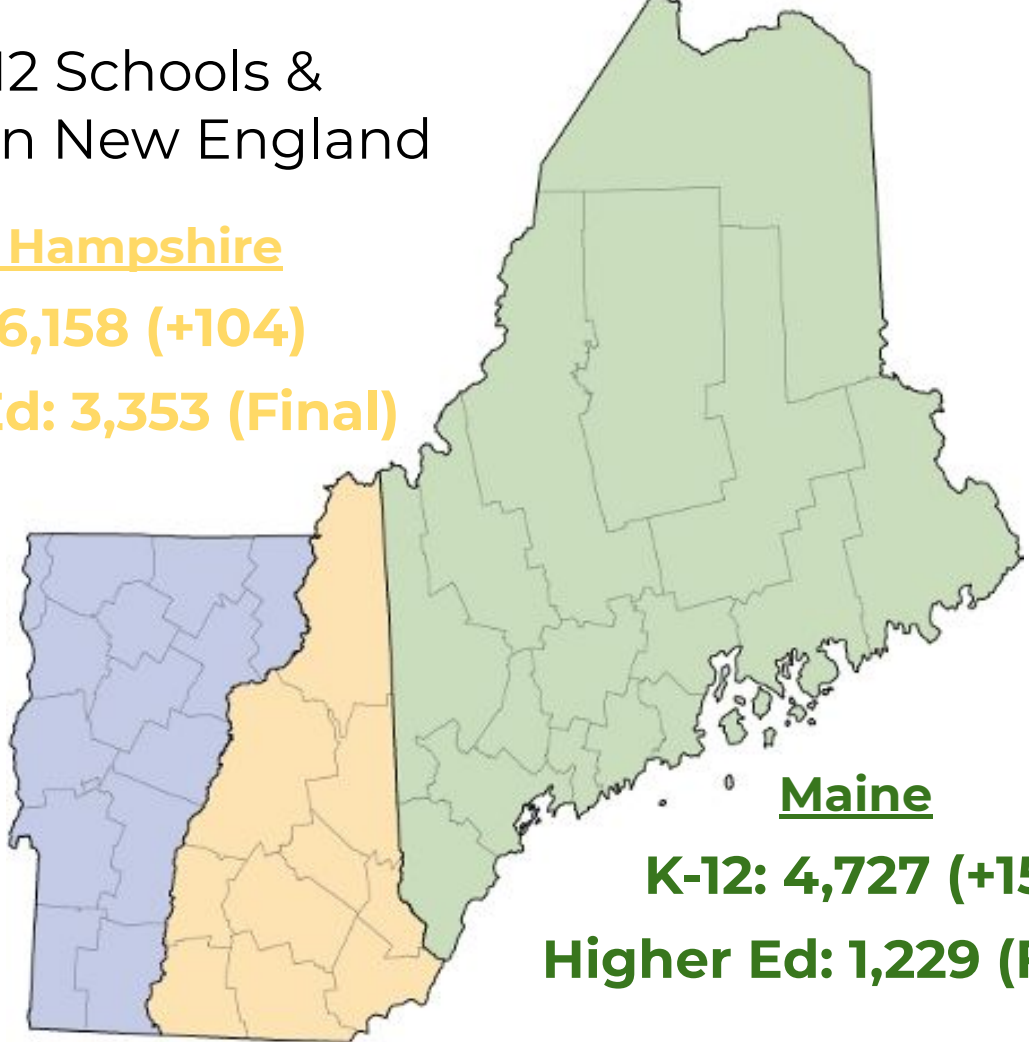 12 Schools &
n New England
Hampshire
6,158 (+104)
Ed: 3,353 (Final)
Maine
K-12: 4,727 (+15
Higher Ed: 1,229 (